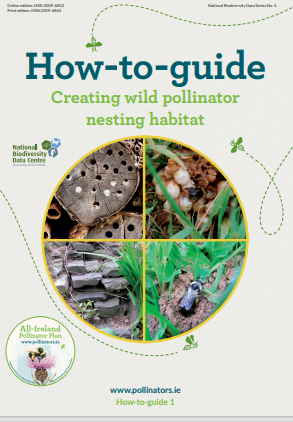 Online edition: ISSN 2009-6852
Print edition: ISSN 2009-6844
National Biodiversity Data Series No. 5
How-to-guide
Creating wild pollinator
nesting habitat
National
Biodiversity
Data Centre
All-Ireland
Pollinator Plan
www.pollinators.ie
www.pollinators.ie
How-to-guide 1